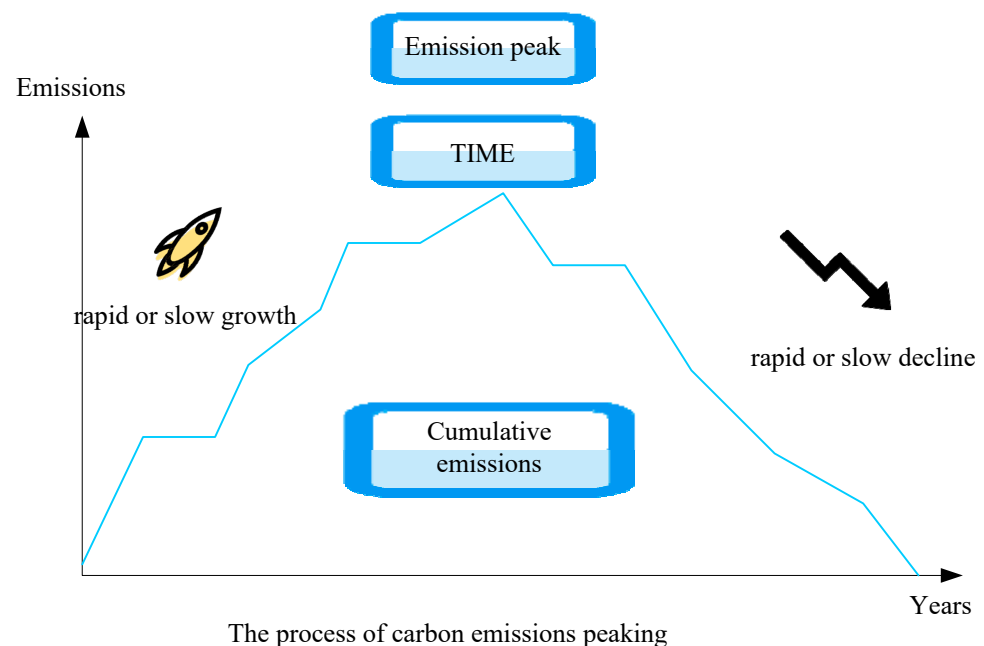 Emission peak
Emissions
TIME
rapid or slow growth
rapid or slow decline
Cumulative
emissions
Years
The process of carbon emissions peaking